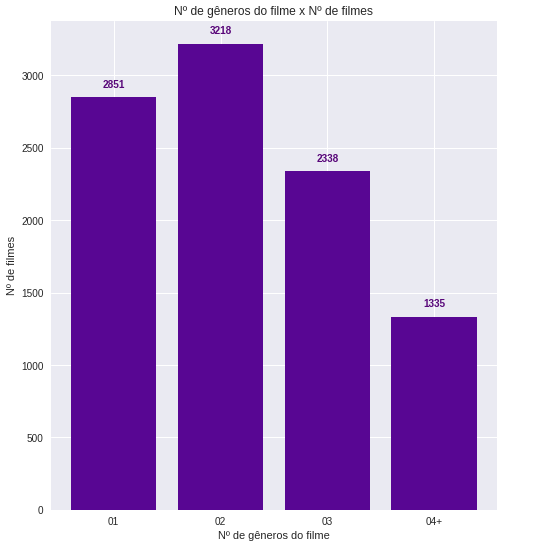 Nº de gêneros do filme x Nº de filmes
3218
2851
2338
1335
3000
2500
2000
1500
1000
500
0
Nº de filmes
01 02 03 04+
Nº de gêneros do filme